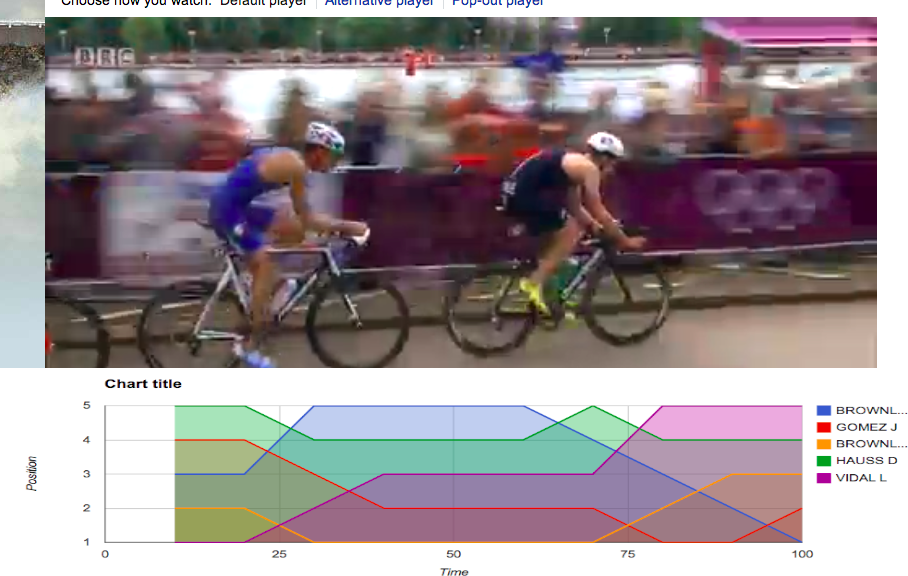 Choose how you watch: Default player | Alternative player | Pop-out player
BBC
Chart title
5
4
3
2
1
Position
0 25 50 75 100
Time
BROWNL...
GOMEZ J
BROWNL...
HAUSS D
VIDAL L